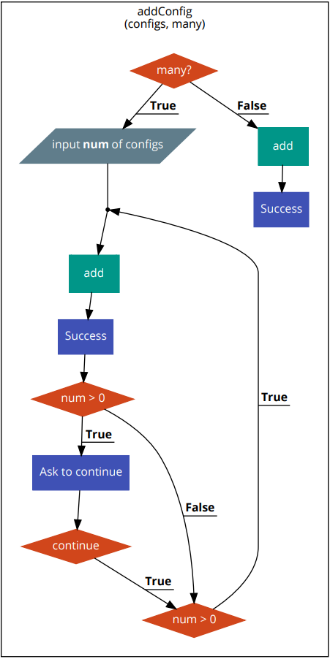 addConfig
(configs, many)
many?
True
False
input num of configs
add
Success
add
Success
num > 0
True
True
Ask to continue
False
continue
True
num > 0